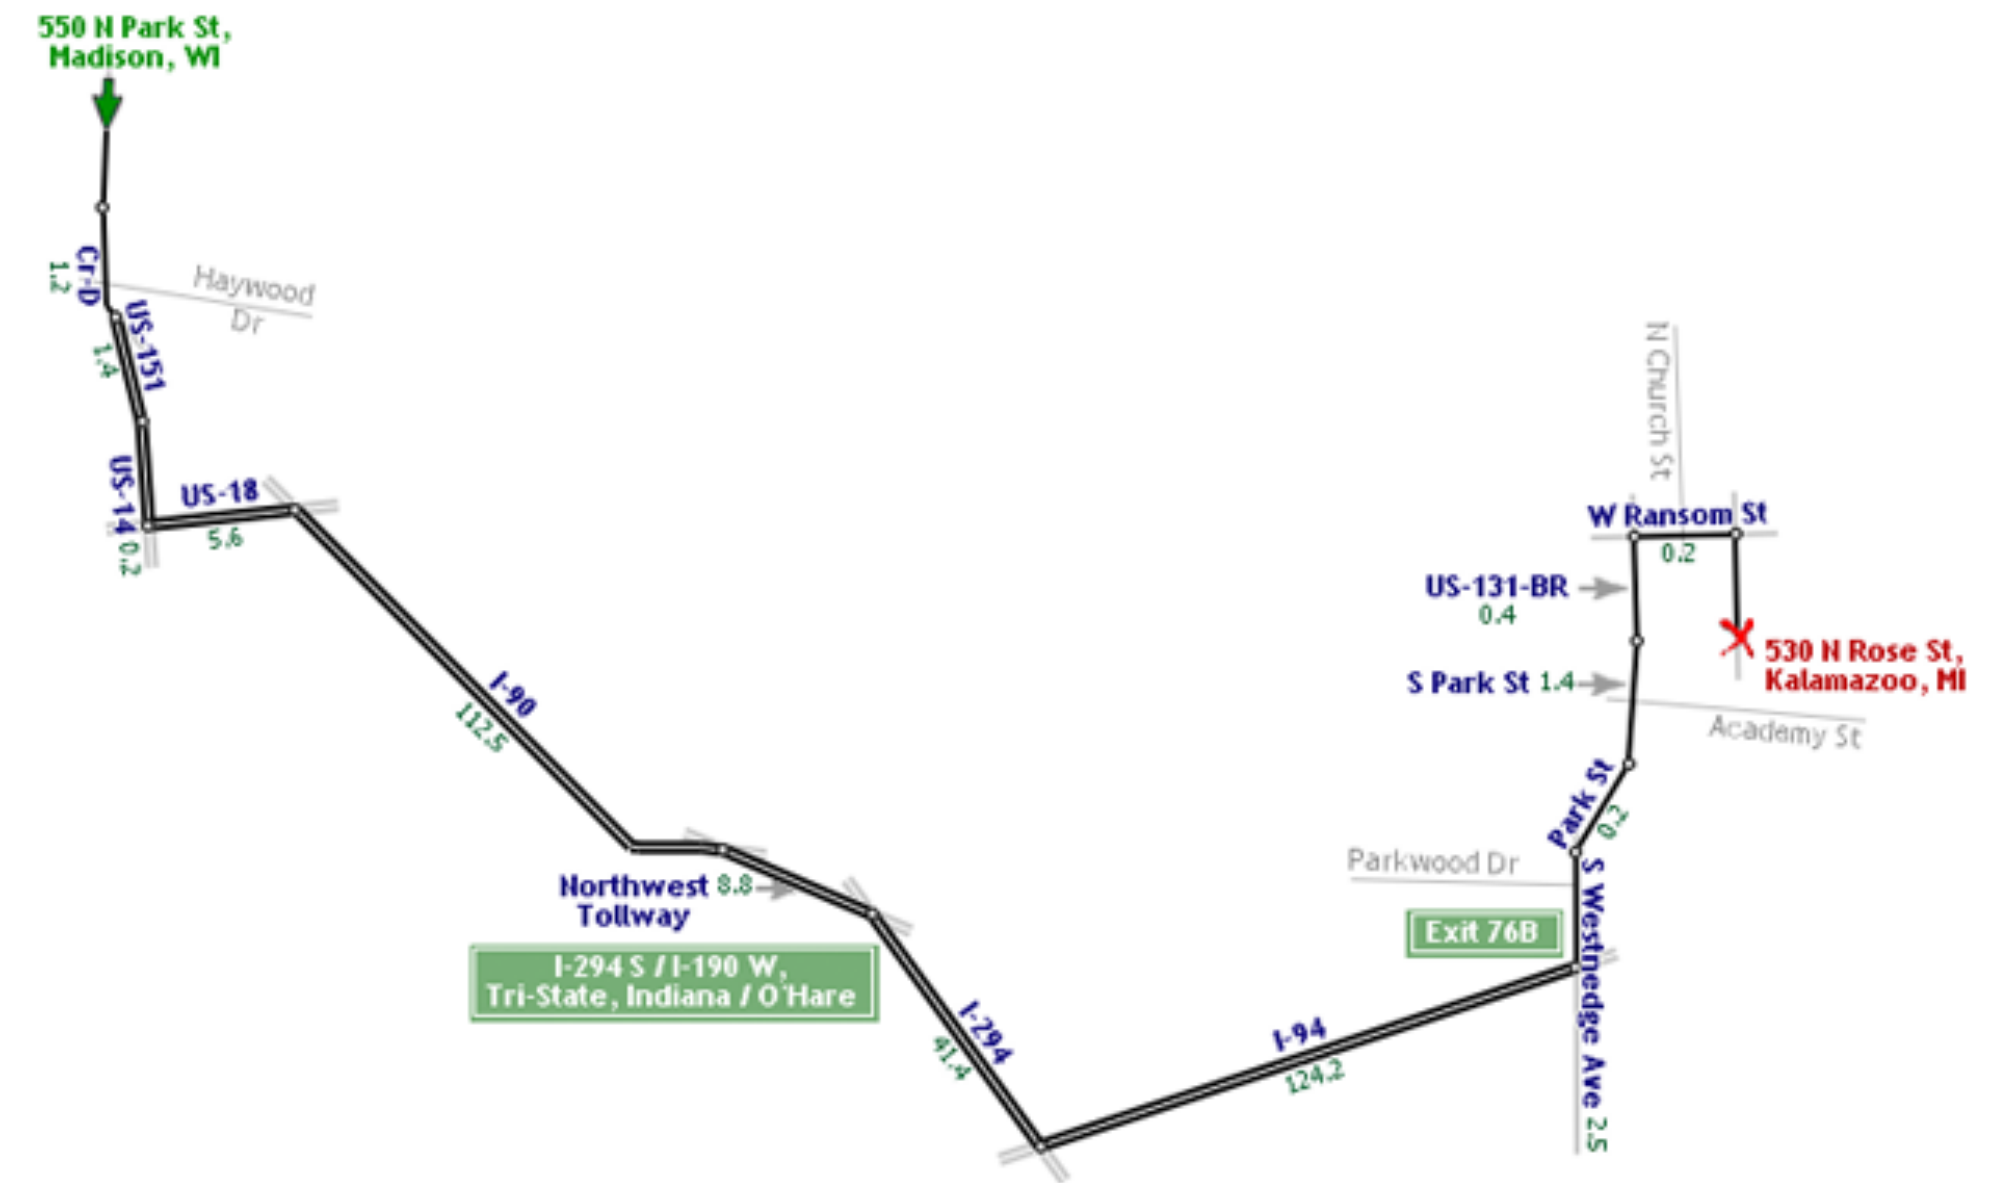 550 N Park St,
Madison, WI
Cr-D
1.2
Haywood
Dr
US-151
1.4
US-14
0.2
US-18
5.6
I-90
112.5
Northwest 8.8
Tollway
I-294 S / I-190 W,
Tri-State, Indiana / O'Hare
I-294
41.4
I-94
124.2
Exit 76B
S Westnedge Ave 2.5
Parkwood Dr
Park St
0.2
S Park St 1.4
Academy St
US-131-BR
0.4
W Ransom St
0.2
N Church St
530 N Rose St,
Kalamazoo, MI